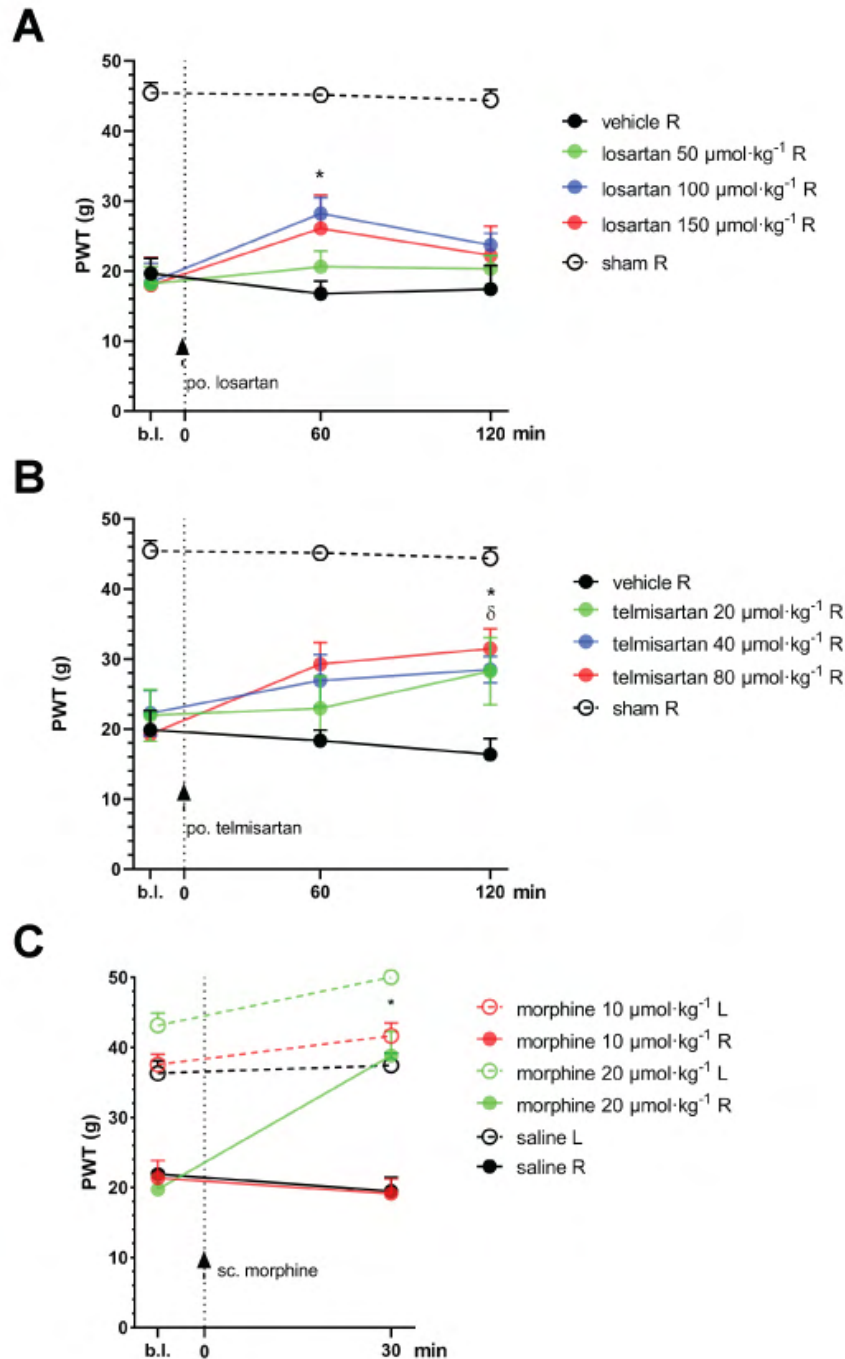 A
50
40
30
20
10
0
PWT (g)
*
po. losartan
b.l.
0
60
120
min
vehicle R
losartan 50 µmol·kg⁻¹ R
losartan 100 µmol·kg⁻¹ R
losartan 150 µmol·kg⁻¹ R
sham R
B
50
40
30
20
10
0
PWT (g)
*
δ
po. telmisartan
b.l.
0
60
120
min
vehicle R
telmisartan 20 µmol·kg⁻¹ R
telmisartan 40 µmol·kg⁻¹ R
telmisartan 80 µmol·kg⁻¹ R
sham R
C
50
40
30
20
10
0
PWT (g)
*
sc. morphine
b.l.
0
30
min
morphine 10 µmol·kg⁻¹ L
morphine 10 µmol·kg⁻¹ R
morphine 20 µmol·kg⁻¹ L
morphine 20 µmol·kg⁻¹ R
saline L
saline R